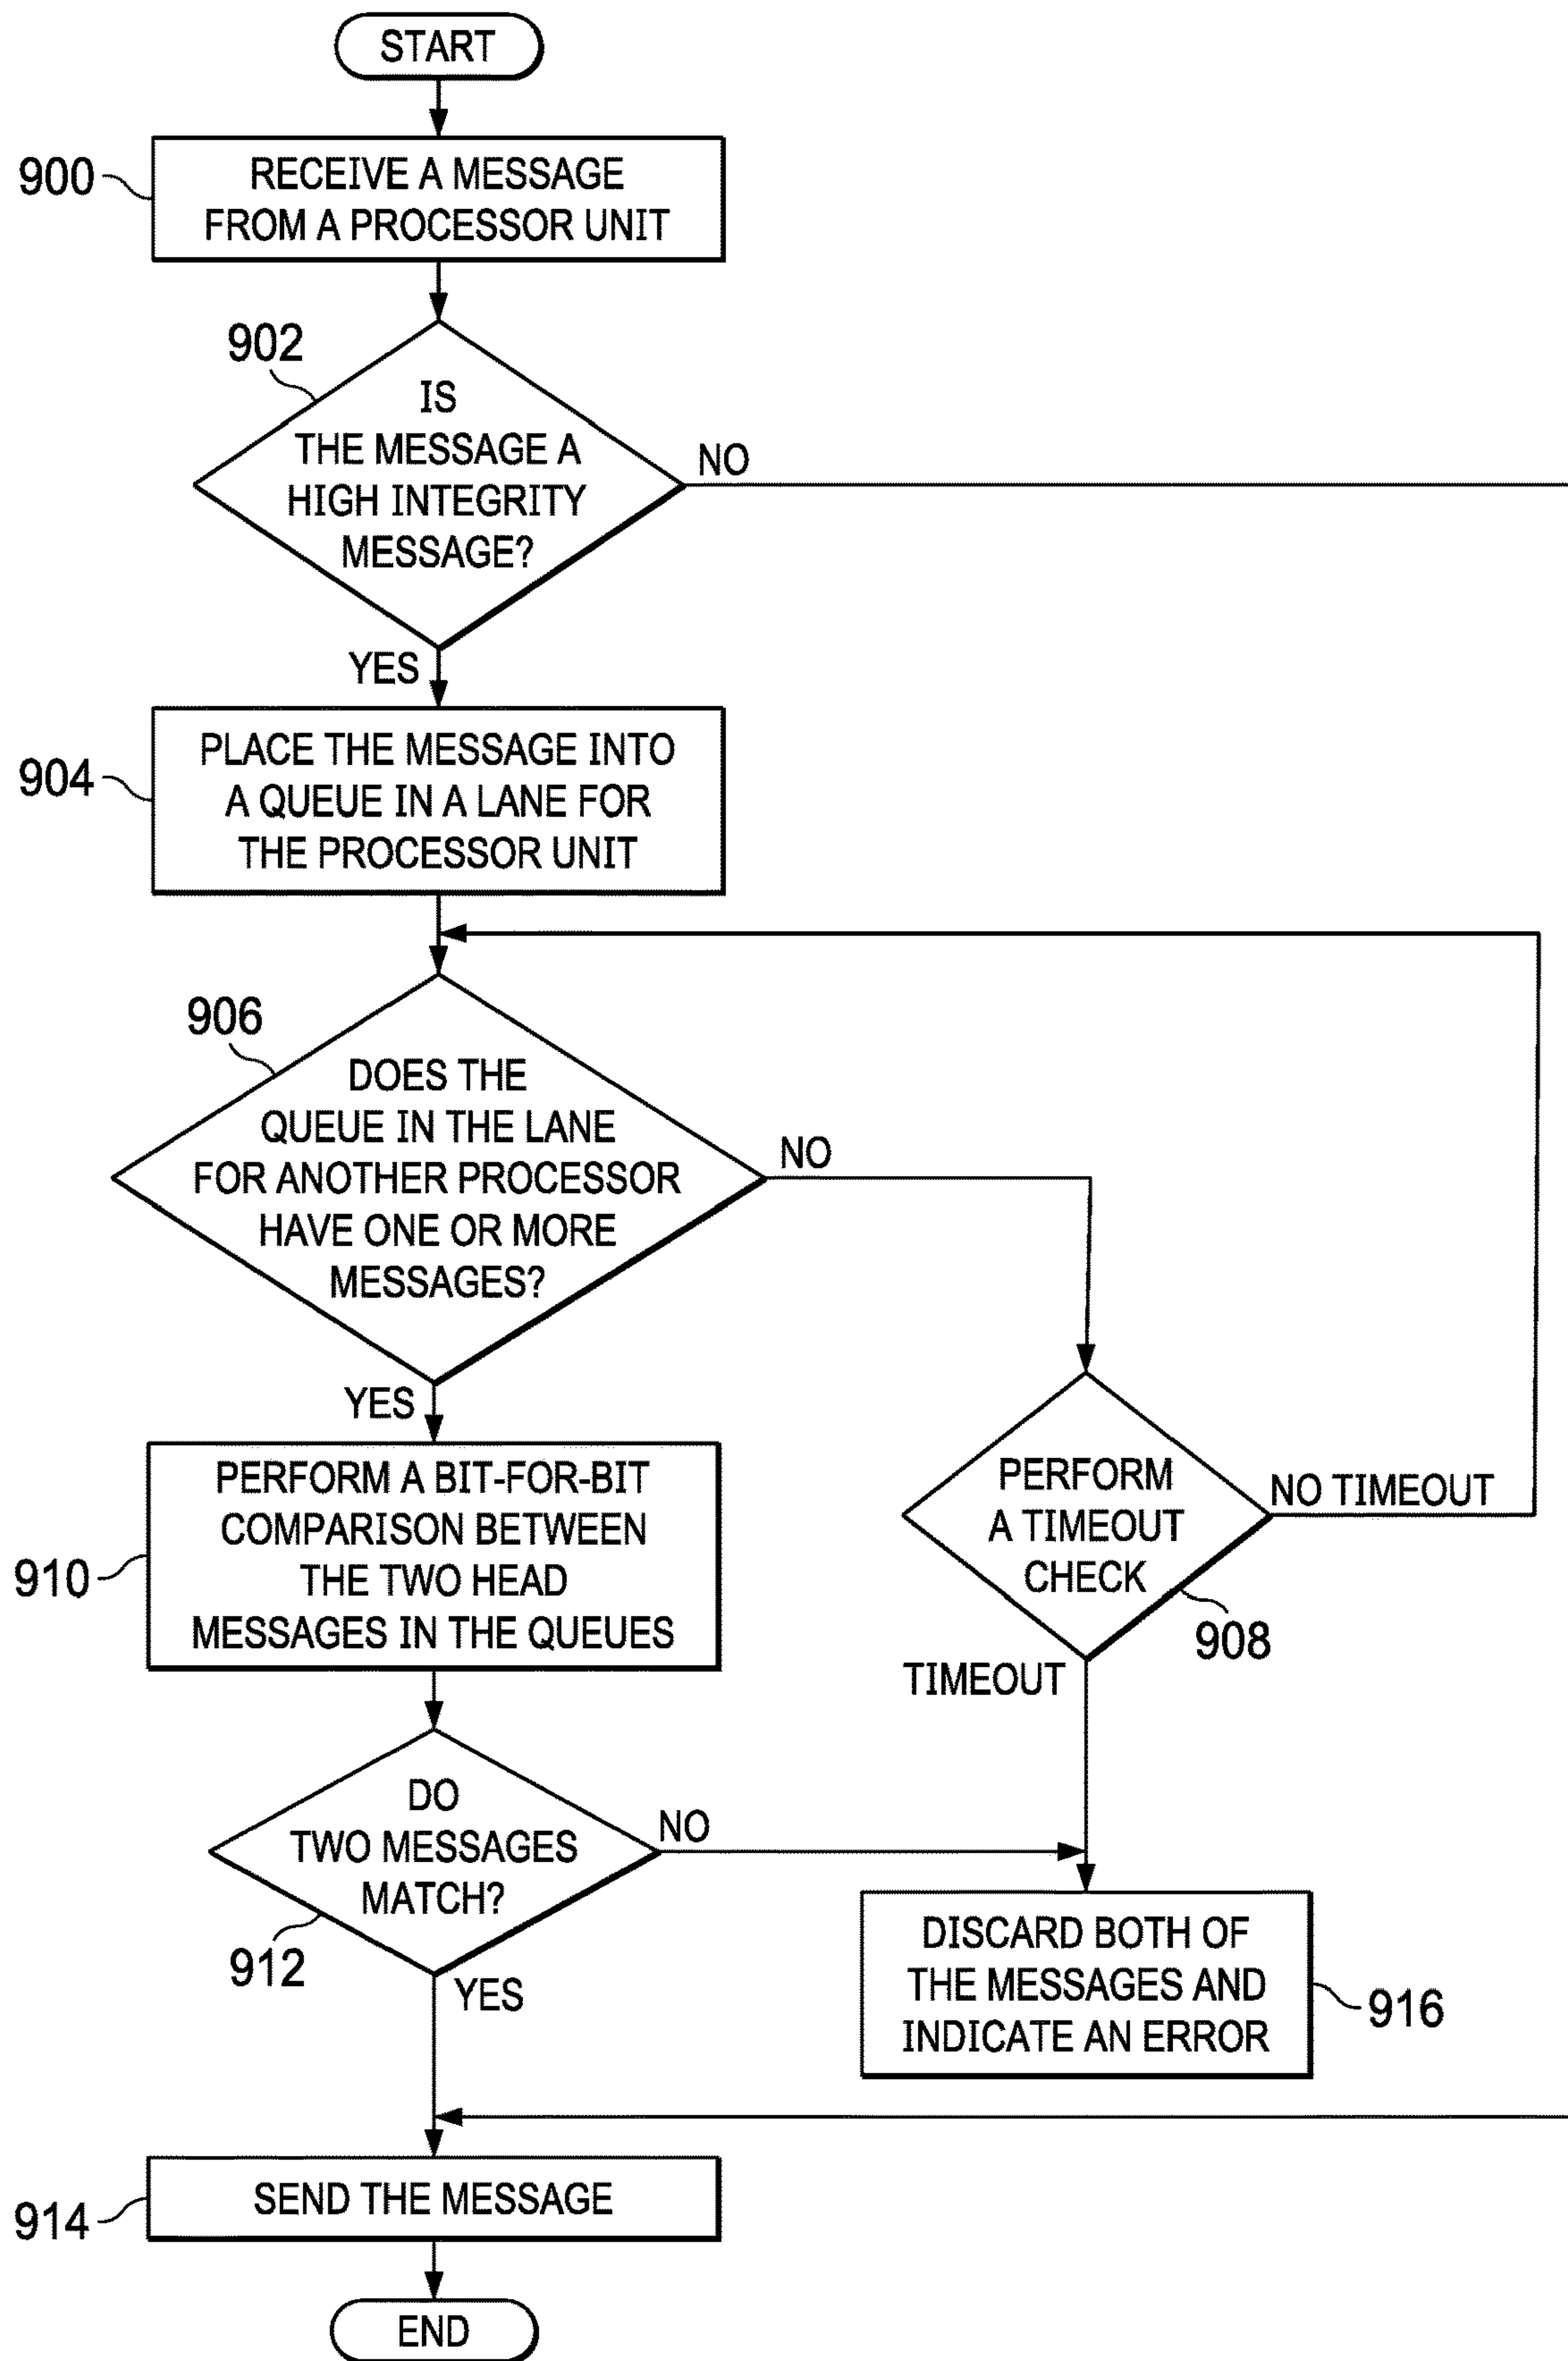 START
900
RECEIVE A MESSAGE
FROM A PROCESSOR UNIT
902
IS
THE MESSAGE A
HIGH INTEGRITY
MESSAGE?
NO
YES
904
PLACE THE MESSAGE INTO
A QUEUE IN A LANE FOR
THE PROCESSOR UNIT
906
DOES THE
QUEUE IN THE LANE
FOR ANOTHER PROCESSOR
HAVE ONE OR MORE
MESSAGES?
NO
YES
PERFORM
A TIMEOUT
CHECK
NO TIMEOUT
908
TIMEOUT
910
PERFORM A BIT-FOR-BIT
COMPARISON BETWEEN
THE TWO HEAD
MESSAGES IN THE QUEUES
DO
TWO MESSAGES
MATCH?
NO
912
YES
DISCARD BOTH OF
THE MESSAGES AND
INDICATE AN ERROR
916
914
SEND THE MESSAGE
END